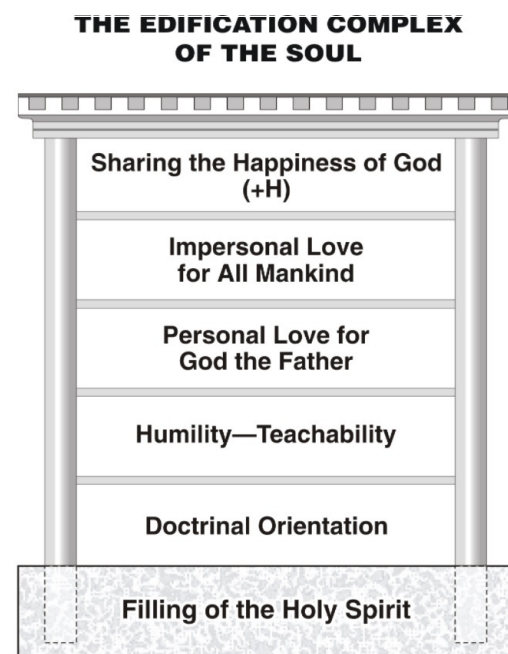 THE EDIFICATION COMPLEX
OF THE SOUL
Sharing the Happiness of God
(+H)
Impersonal Love
for All Mankind
Personal Love for
God the Father
Humility—Teachability
Doctrinal Orientation
Filling of the Holy Spirit